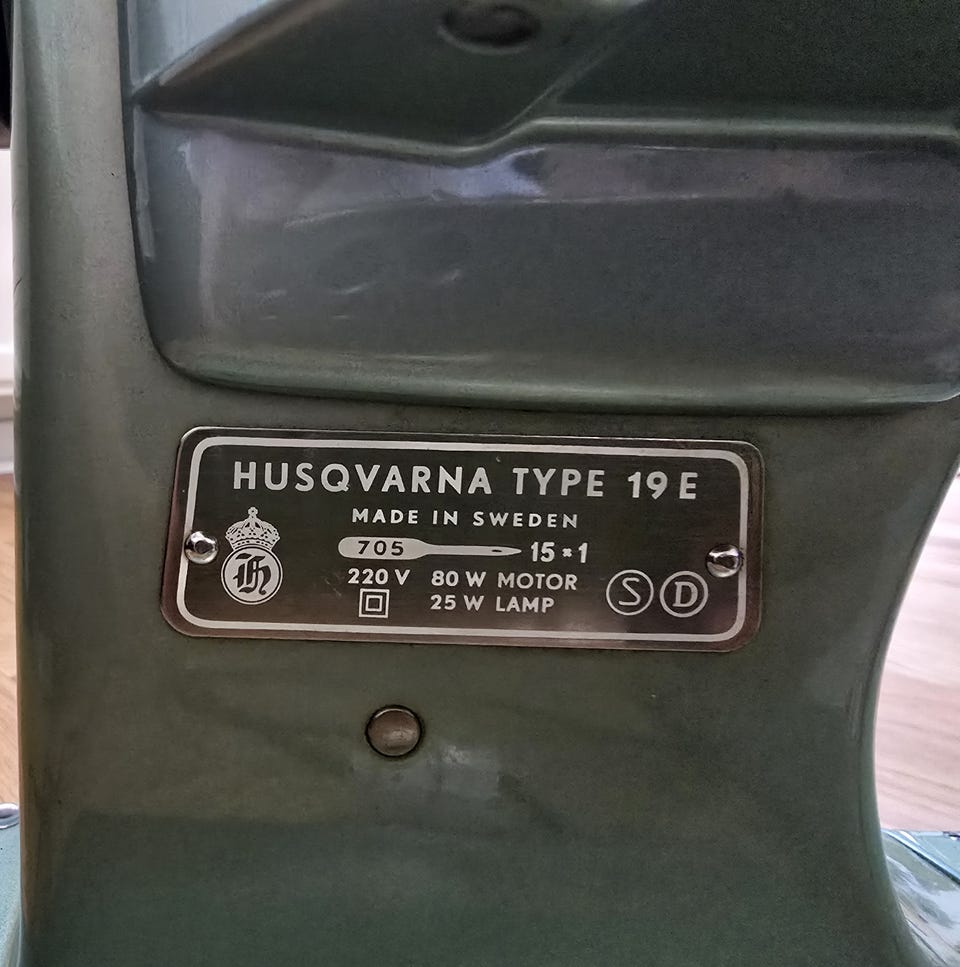 HUSQVARNA TYPE 19 E
MADE IN SWEDEN
705 15×1
H
220 V 80 W MOTOR
25 W LAMP
S D